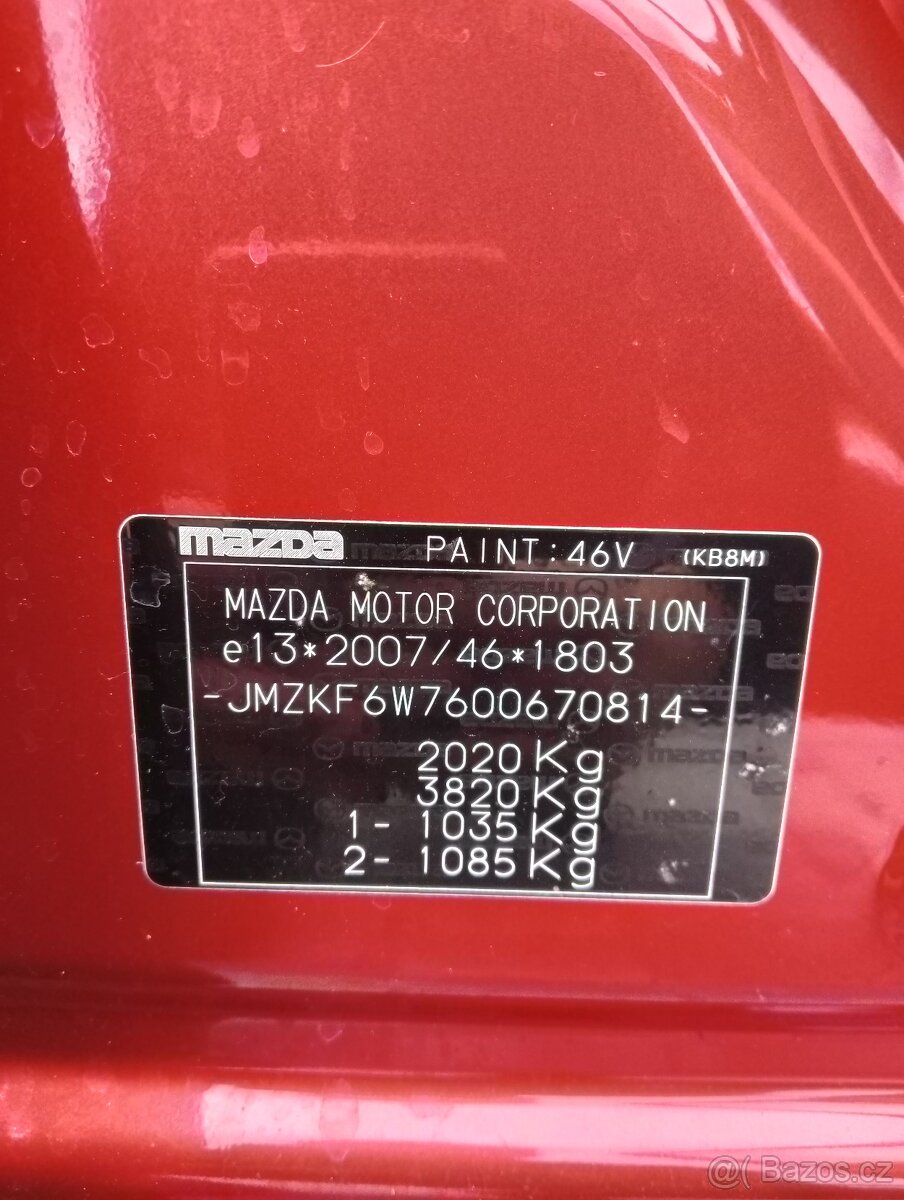 mazda PAINT:46V (KB8M)
MAZDA MOTOR CORPORATION
e13*2007/46*1803
-JMZKF6W7600670814-
2020 Kg
3820 Kg
1- 1035 Kg
2- 1085 Kg
@( Bazos.cz